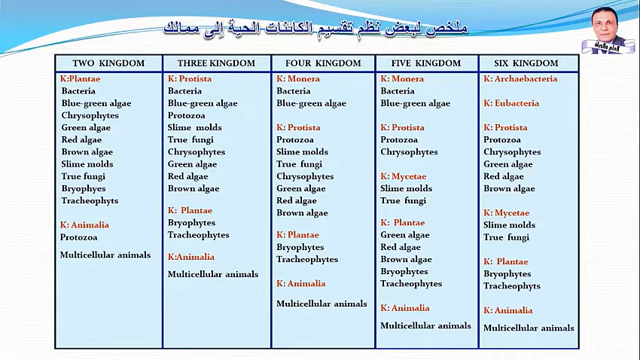 ملخص لبعض نظم تقسيم الكائنات الحية إلى ممالك
TWO KINGDOM
K:Plantae
Bacteria
Blue-green algae
Chrysophytes
Green algae
Red algae
Brown algae
Slime molds
True fungi
Bryophyes
Tracheophyts
K: Animalia
Protozoa
Multicellular animals
THREE KINGDOM
K: Protista
Bacteria
Blue-green algae
Protozoa
Slime molds
True fungi
Chrysophytes
Green algae
Red algae
Brown algae
K: Plantae
Bryophytes
Tracheophytes
K:Animalia
Multicellular animals
FOUR KINGDOM
K: Monera
Bacteria
Blue-green algae
K: Protista
Protozoa
Slime molds
True fungi
Chrysophytes
Green algae
Red algae
Brown algae
K: Plantae
Bryophytes
Tracheophytes
K: Animalia
Multicellular animals
FIVE KINGDOM
K: Monera
Bacteria
Blue-green algae
K: Protista
Protozoa
Chrysophytes
K: Mycetae
Slime molds
True fungi
K: Plantae
Green algae
Red algae
Brown algae
Bryophytes
Tracheophytes
K: Animalia
Multicellular animals
SIX KINGDOM
K: Archaebacteria
K: Eubacteria
K: Protista
Protozoa
Chrysophytes
Green algae
Red algae
Brown algae
K: Mycetae
Slime molds
True fungi
K: Plantae
Bryophytes
Tracheophyts
K: Animalia
Multicellular animals